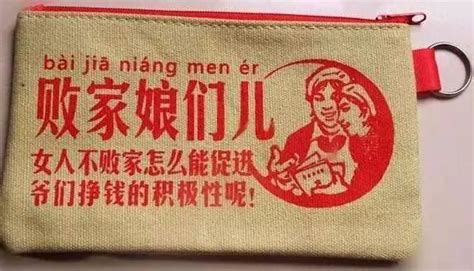 bài jiā niáng men ér
败家娘们儿
女人不败家怎么能促进
爷们挣钱的积极性呢!